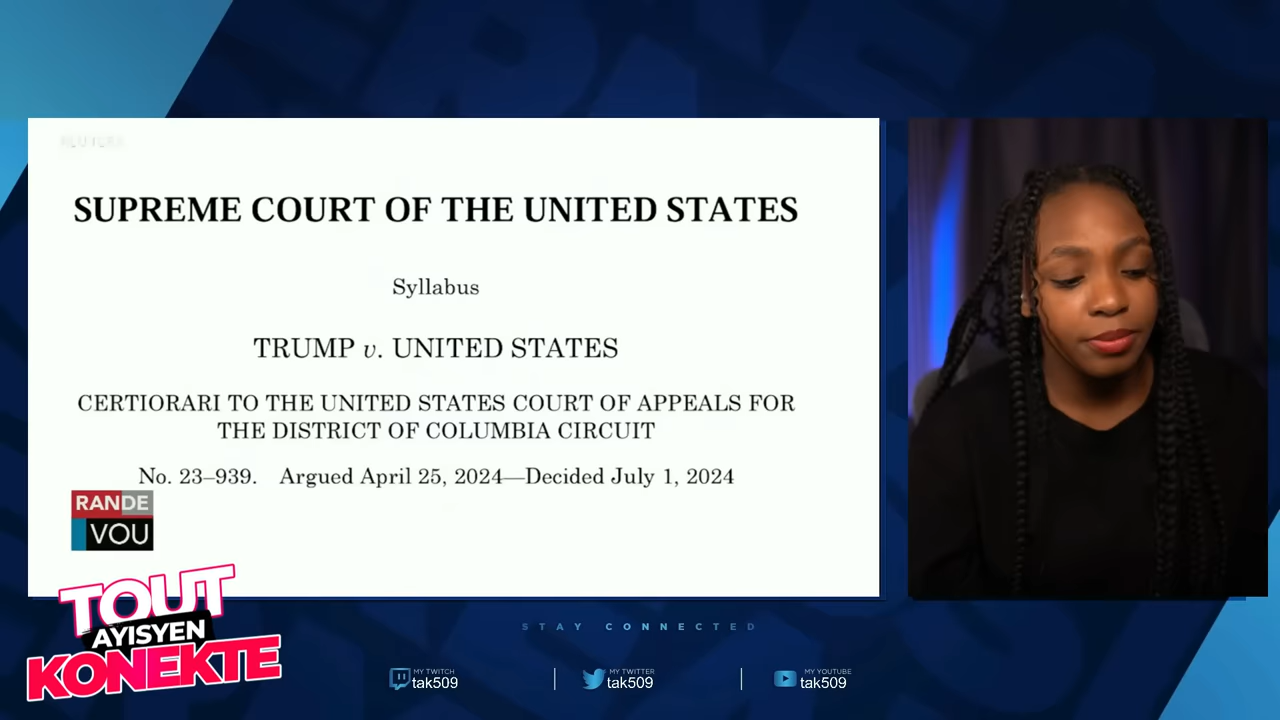 SUPREME COURT OF THE UNITED STATES
Syllabus
TRUMP v. UNITED STATES
CERTIORARI TO THE UNITED STATES COURT OF APPEALS FOR
THE DISTRICT OF COLUMBIA CIRCUIT
No. 23–939. Argued April 25, 2024—Decided July 1, 2024
RANDE
VOU
TOUT
AYISYEN
KONEKTE
STAY CONNECTED
MY TWITCH
tak509
MY TWITTER
tak509
MY YOUTUBE
tak509